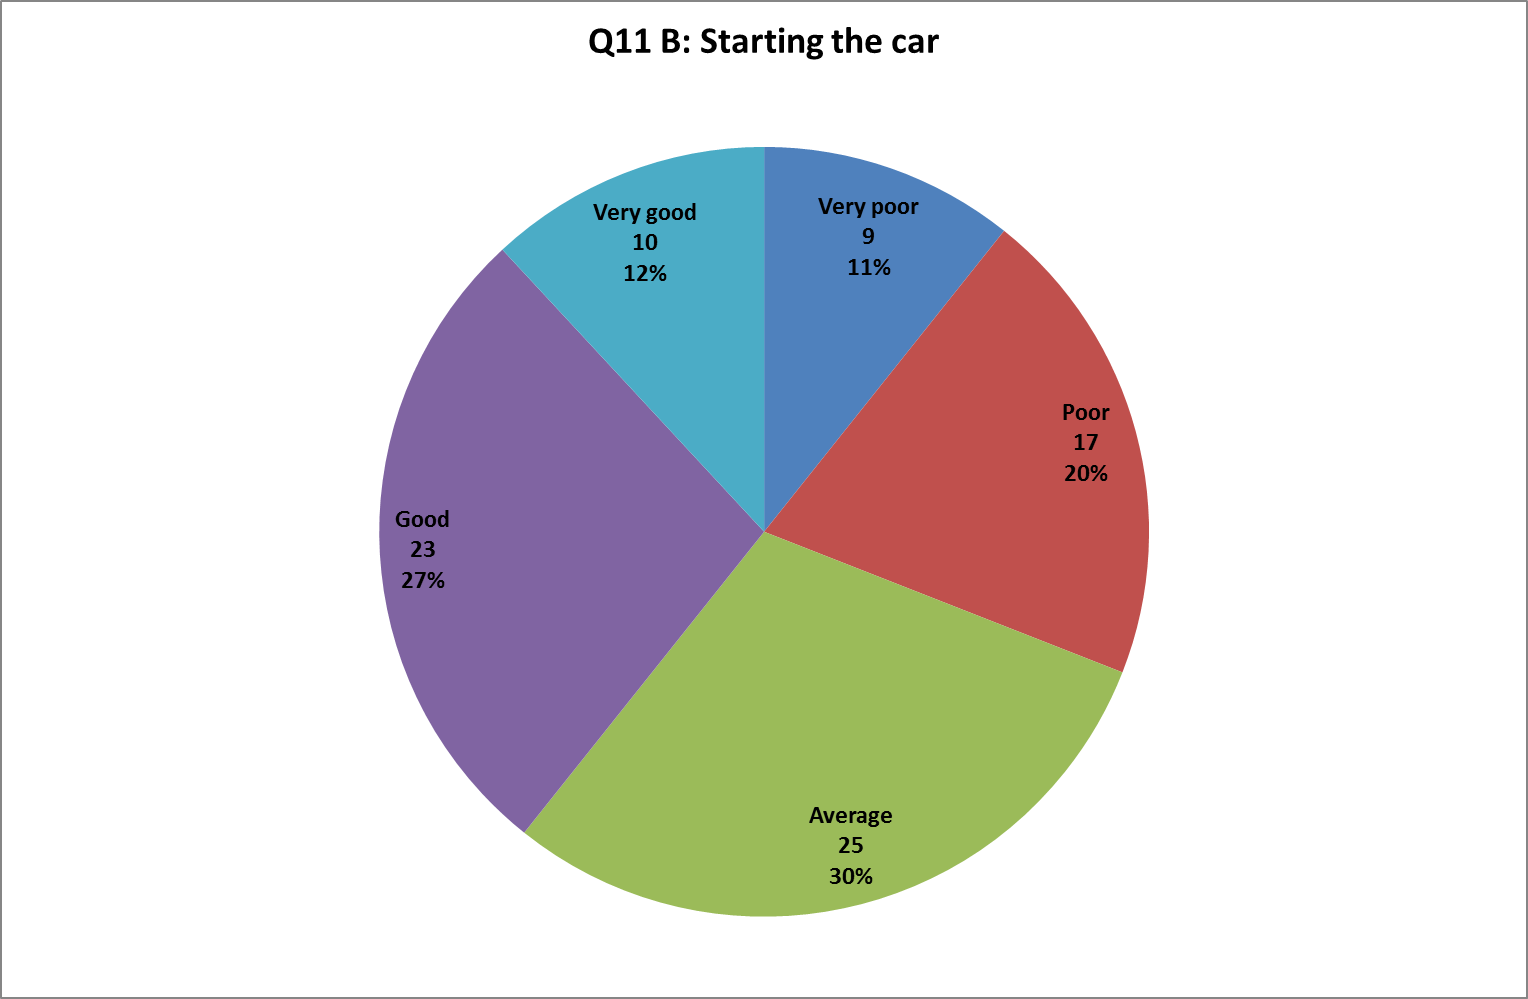 Q11 B: Starting the car
Very good
10
12%
Very poor
9
11%
Poor
17
20%
Good
23
27%
Average
25
30%